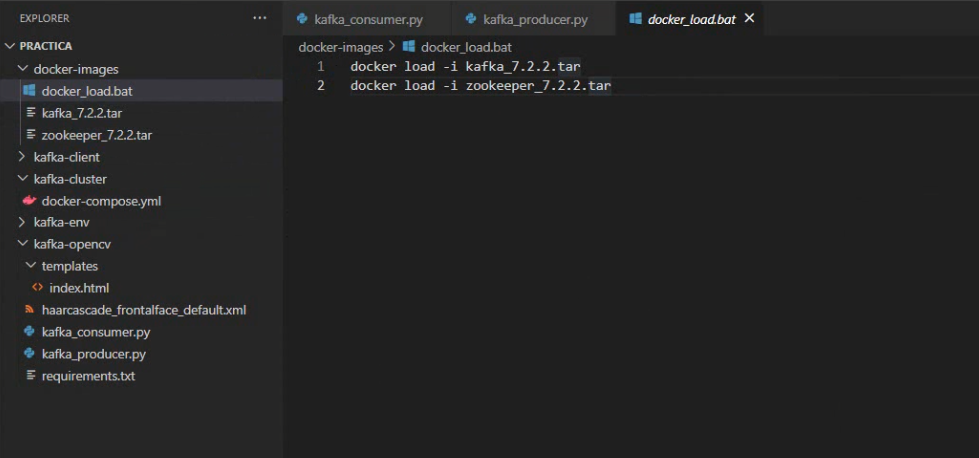 EXPLORER ...
PRACTICA
docker-images
docker_load.bat
kafka_7.2.2.tar
zookeeper_7.2.2.tar
kafka-client
kafka-cluster
docker-compose.yml
kafka-env
kafka-opencv
templates
index.html
haarcascade_frontalface_default.xml
kafka_consumer.py
kafka_producer.py
requirements.txt
kafka_consumer.py kafka_producer.py docker_load.bat
docker-images > docker_load.bat
1 docker load -i kafka_7.2.2.tar
2 docker load -i zookeeper_7.2.2.tar